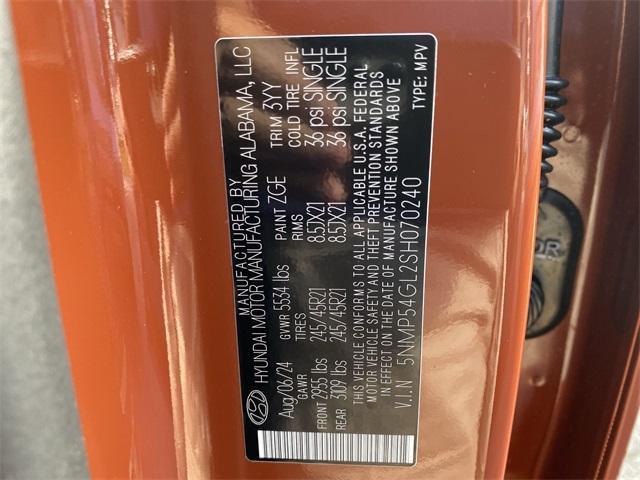 MANUFACTURED BY
HYUNDAI MOTOR MANUFACTURING ALABAMA, LLC
Aug/06/24 GVWR 5534 lbs PAINT ZGE TRIM 3YY
GAWR TIRES RIMS COLD TIRE INFL
FRONT 2955 lbs 245/45R21 8.5JX21 36 psi SINGLE
REAR 3109 lbs 245/45R21 8.5JX21 36 psi SINGLE
THIS VEHICLE CONFORMS TO ALL APPLICABLE U.S.A. FEDERAL
MOTOR VEHICLE SAFETY AND THEFT PREVENTION STANDARDS
IN EFFECT ON THE DATE OF MANUFACTURE SHOWN ABOVE
V.I.N 5NMP54GL2SH070240 TYPE: MPV